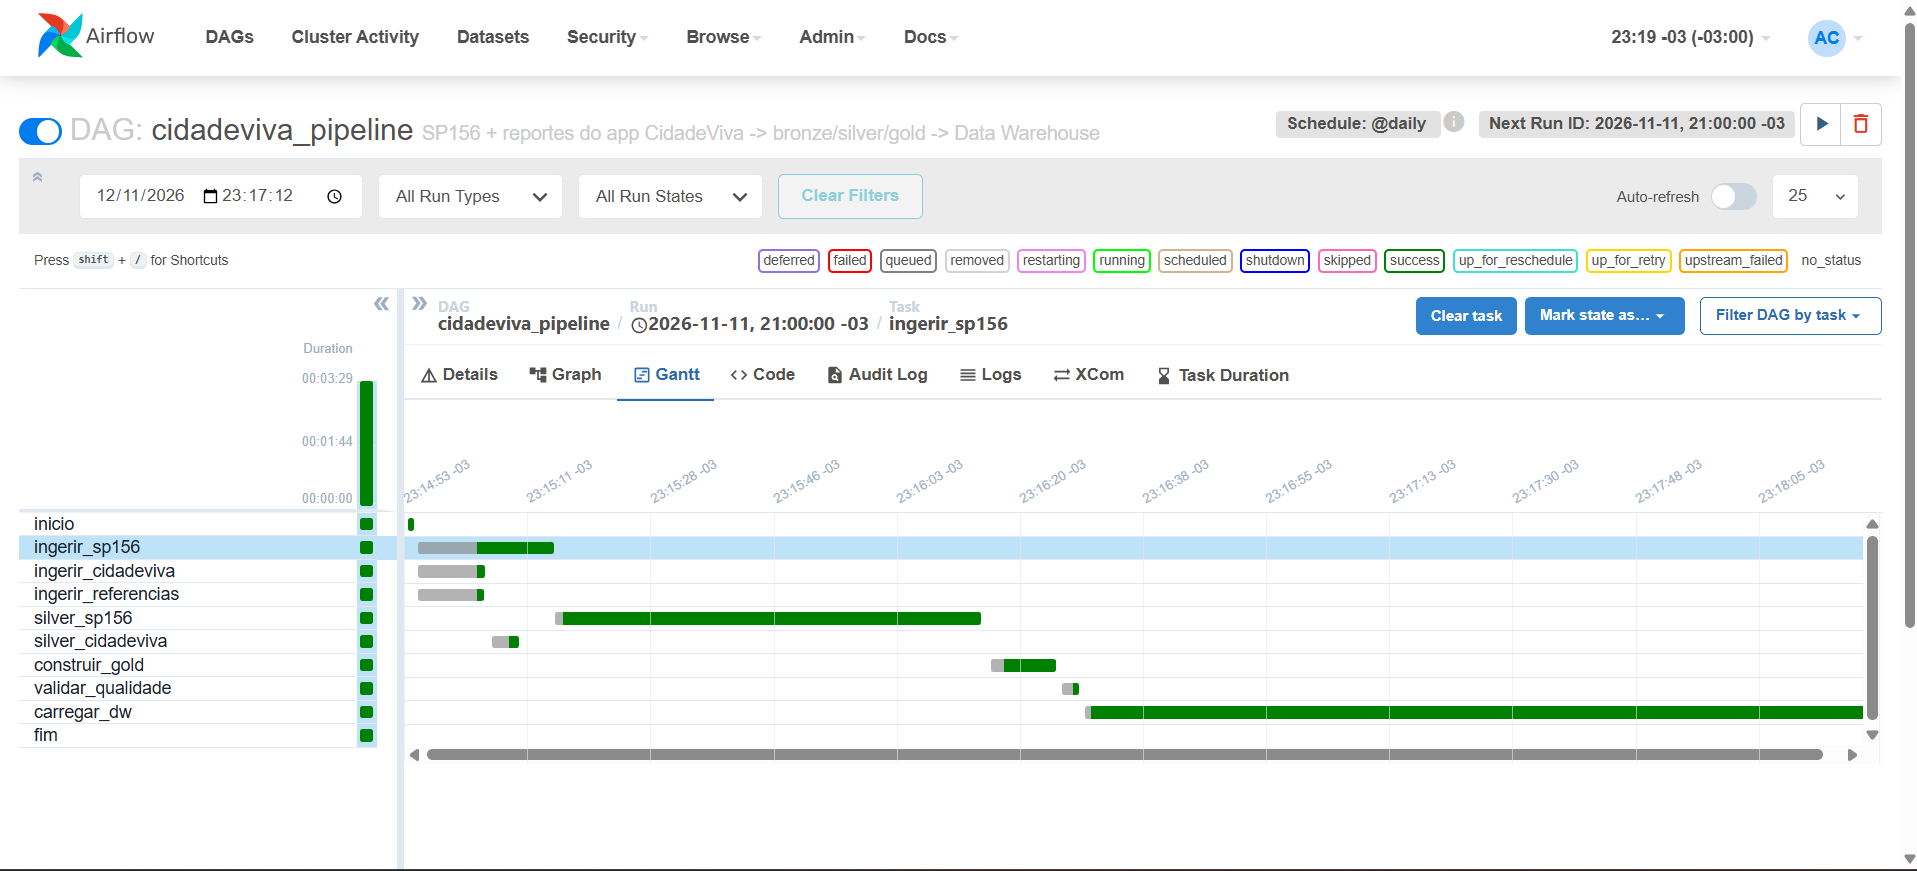 Airflow DAGs Cluster Activity Datasets Security Browse Admin Docs 23:19 -03 (-03:00) AC
DAG: cidadeviva_pipeline SP156 + reportes do app CidadeViva -> bronze/silver/gold -> Data Warehouse Schedule: @daily i Next Run ID: 2026-11-11, 21:00:00 -03
12/11/2026 23:17:12 All Run Types All Run States Clear Filters Auto-refresh 25
Press shift + / for Shortcuts deferred failed queued removed restarting running scheduled shutdown skipped success up_for_reschedule up_for_retry upstream_failed no_status
DAG Run Task
cidadeviva_pipeline / 2026-11-11, 21:00:00 -03 / ingerir_sp156 Clear task Mark state as... Filter DAG by task
Duration
00:03:29
00:01:44
00:00:00
Details Graph Gantt Code Audit Log Logs XCom Task Duration
23:14:53 -03 23:15:11 -03 23:15:28 -03 23:15:46 -03 23:16:03 -03 23:16:20 -03 23:16:38 -03 23:16:55 -03 23:17:13 -03 23:17:30 -03 23:17:48 -03 23:18:05 -03
inicio
ingerir_sp156
ingerir_cidadeviva
ingerir_referencias
silver_sp156
silver_cidadeviva
construir_gold
validar_qualidade
carregar_dw
fim